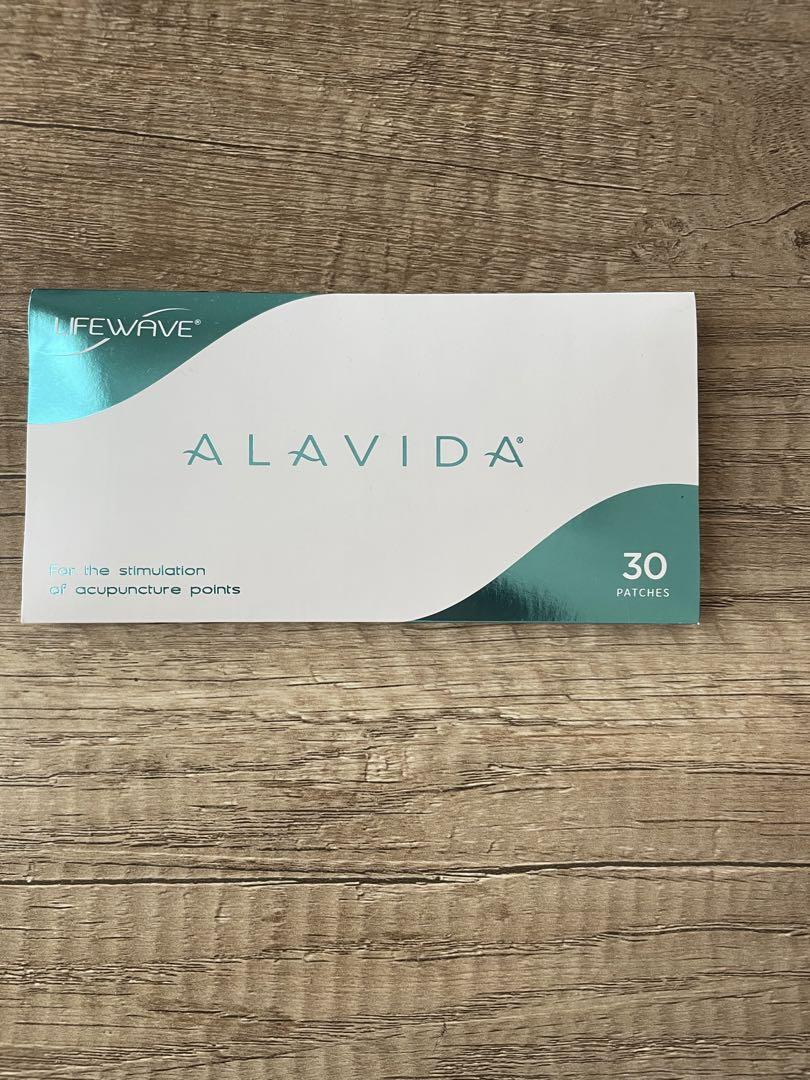 LIFEWAVE®
ALAVIDA®
For the stimulation
of acupuncture points
30
PATCHES